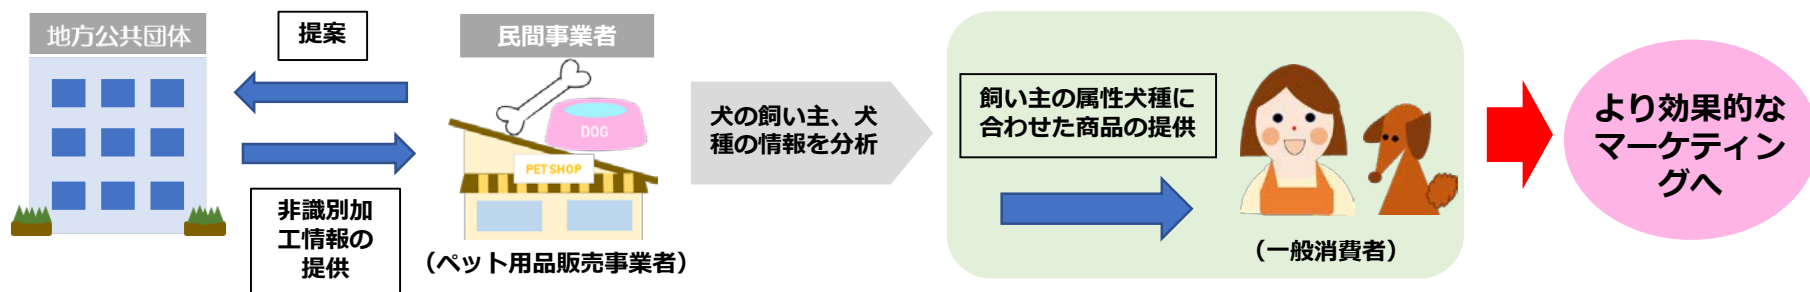 地方公共団体
提案
非識別加
工情報の
提供
民間事業者
DOG
PET SHOP
（ペット用品販売事業者）
犬の飼い主、犬
種の情報を分析
飼い主の属性犬種に
合わせた商品の提供
（一般消費者）
より効果的な
マーケティン
グへ